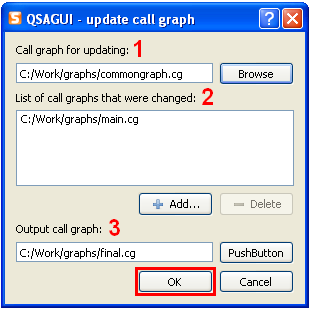 QSAGUI - update call graph
Call graph for updating: 1
C:/Work/graphs/commongraph.cg Browse
List of call graphs that were changed: 2
C:/Work/graphs/main.cg
Add... Delete
Output call graph: 3
C:/Work/graphs/final.cg PushButton
OK Cancel